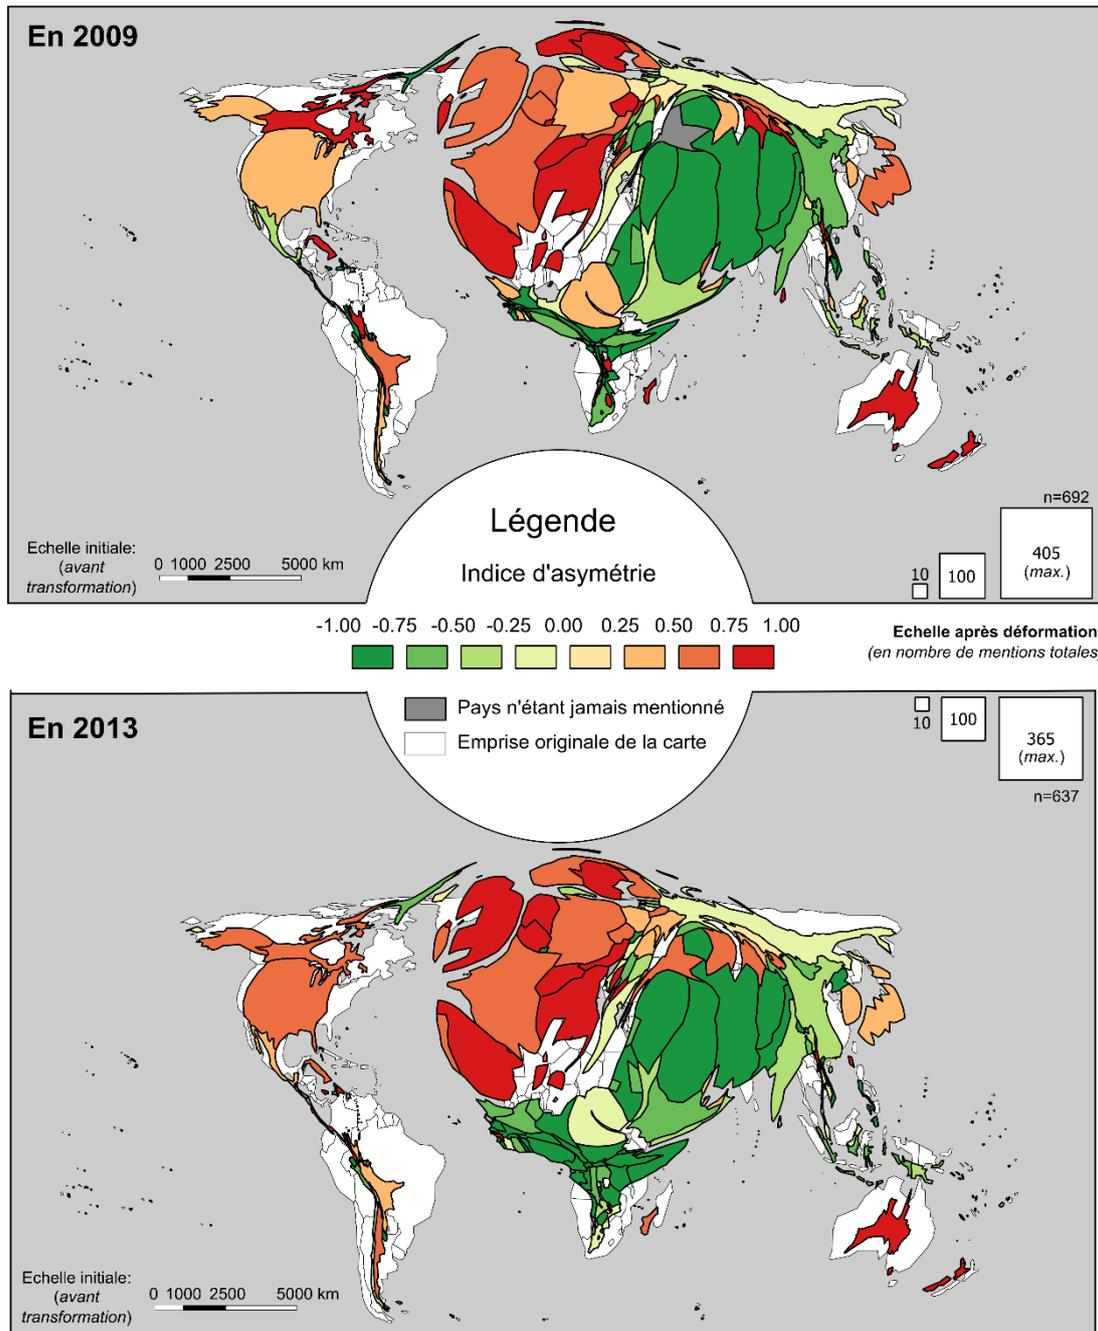 En 2009
n=692
10
100
405
(max.)
Echelle initiale:
(avant
transformation)
0 1000 2500 5000 km
Légende
Indice d'asymétrie
-1.00 -0.75 -0.50 -0.25 0.00 0.25 0.50 0.75 1.00
Echelle après déformation
(en nombre de mentions totales)
Pays n'étant jamais mentionné
Emprise originale de la carte
En 2013
10
100
365
(max.)
n=637
Echelle initiale:
(avant
transformation)
0 1000 2500 5000 km